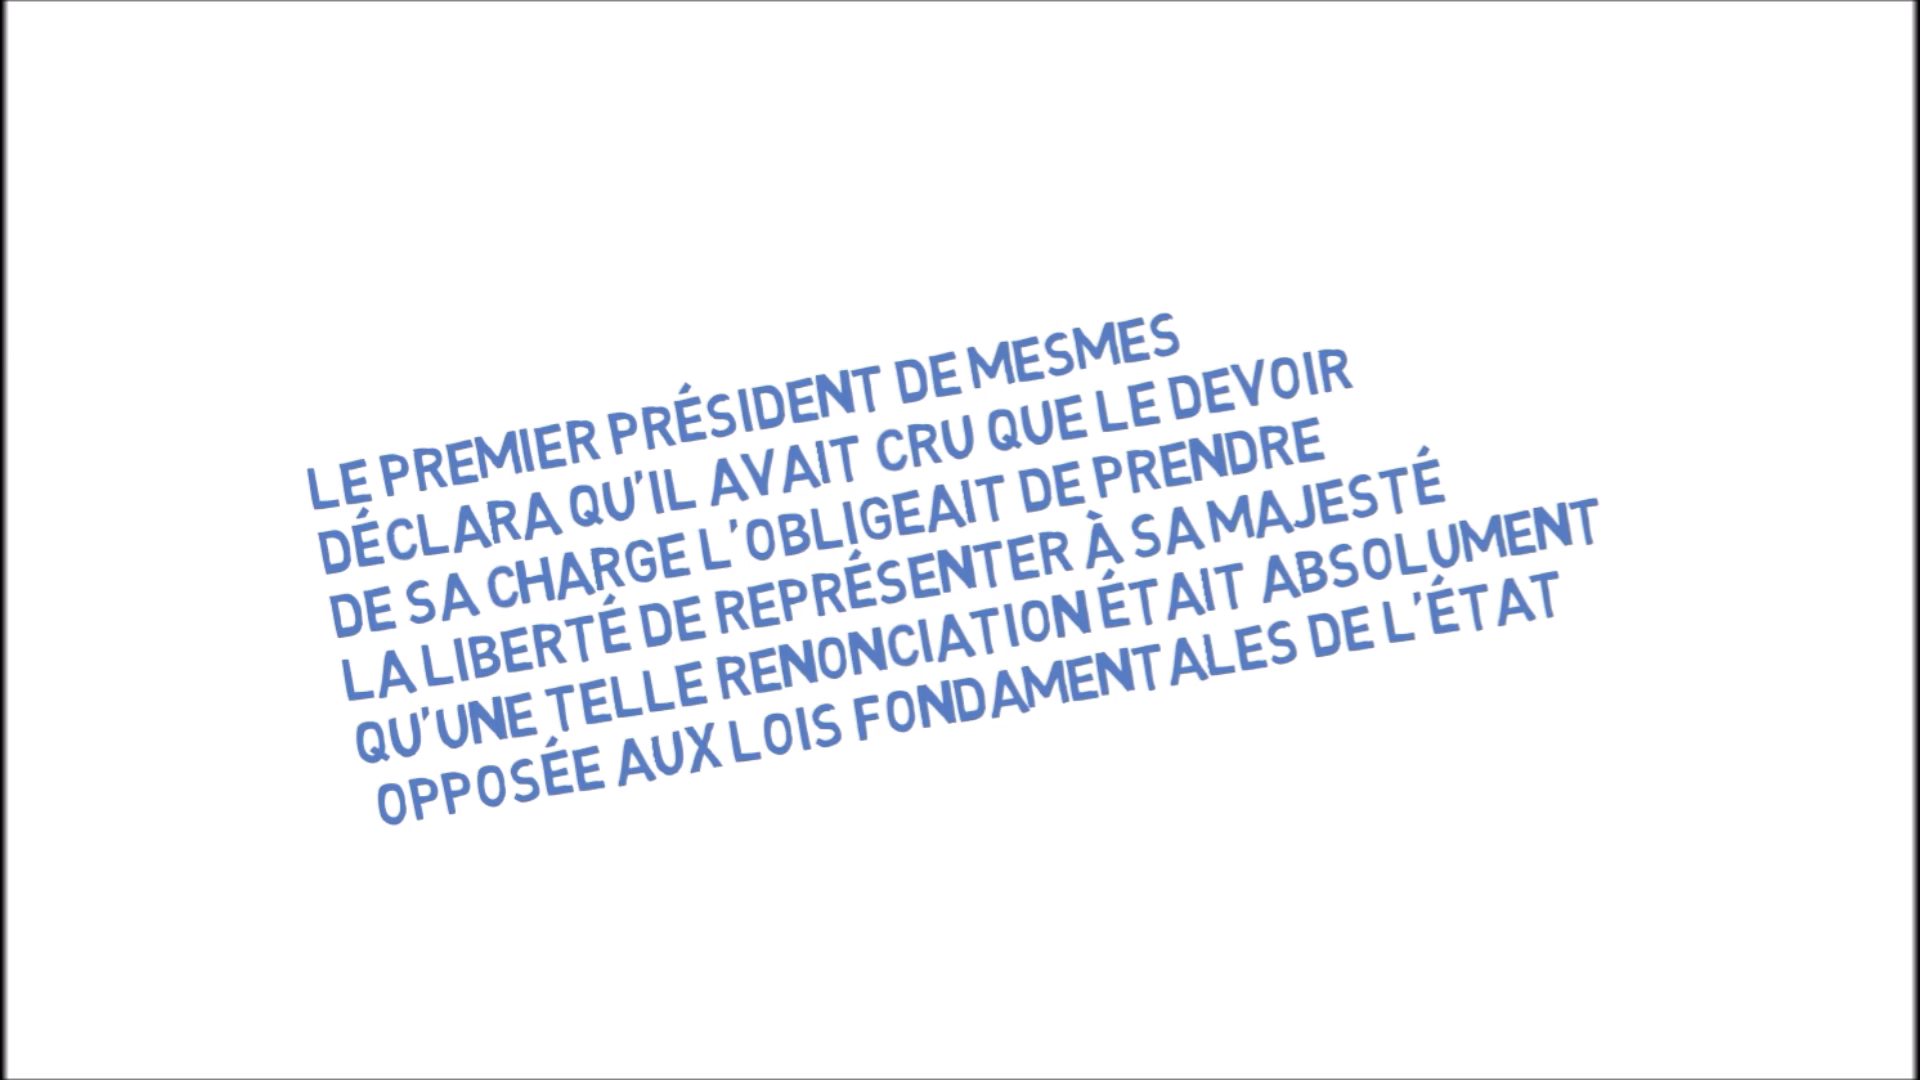 LE PREMIER PRÉSIDENT DE MESMES
DÉCLARA QU'IL AVAIT CRU QUE LE DEVOIR
DE SA CHARGE L'OBLIGEAIT DE PRENDRE
LA LIBERTÉ DE REPRÉSENTER À SA MAJESTÉ
QU'UNE TELLE RENONCIATION ÉTAIT ABSOLUMENT
OPPOSÉE AUX LOIS FONDAMENTALES DE L'ÉTAT